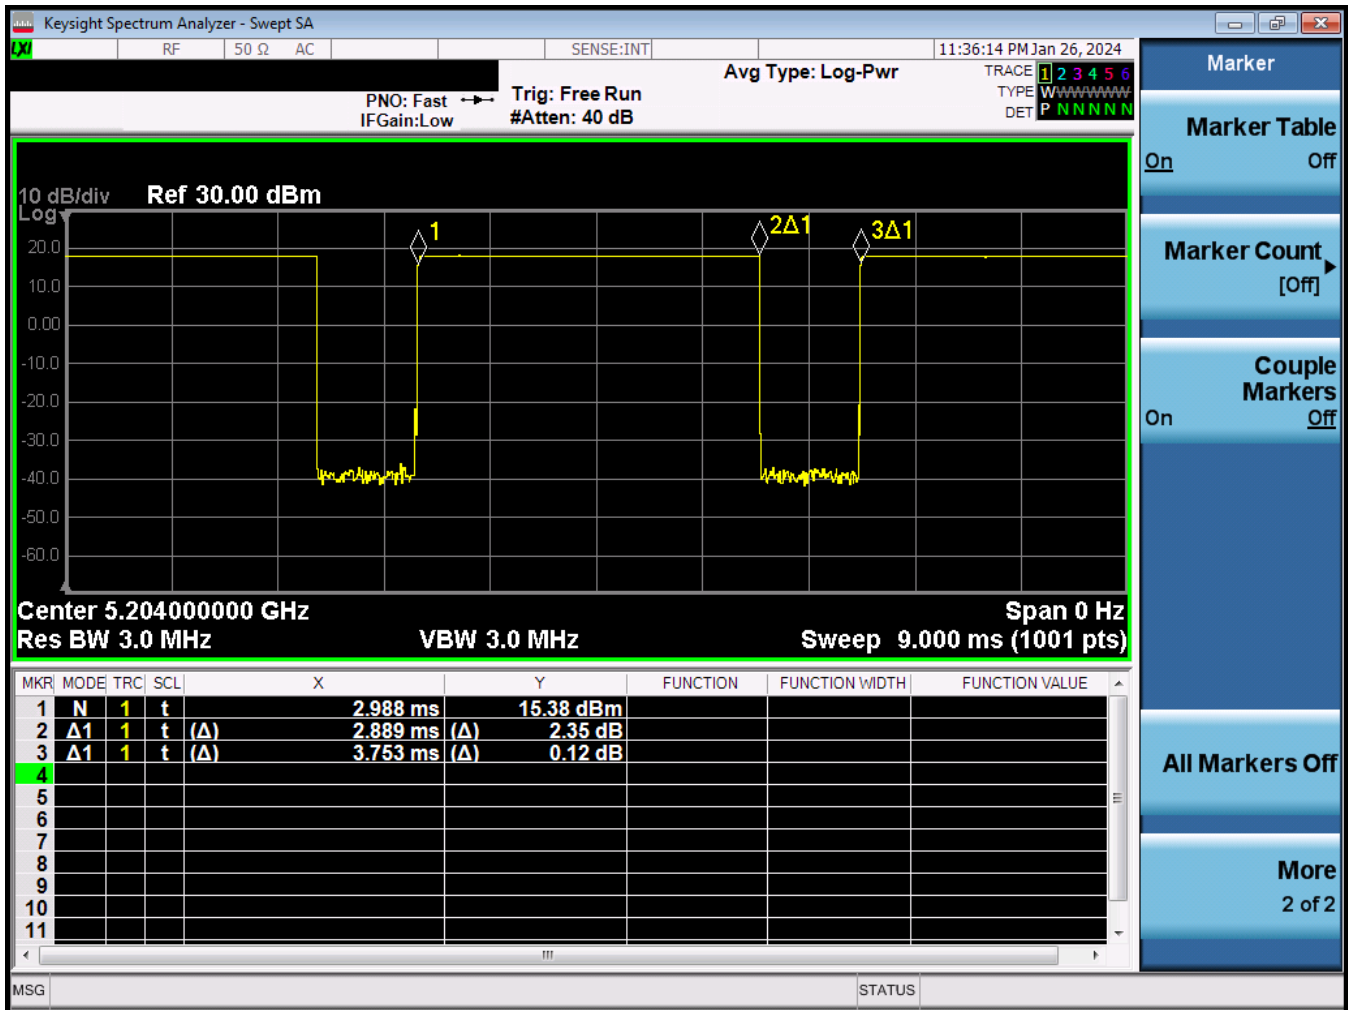 Keysight Spectrum Analyzer - Swept SA
LXI RF 50 Ω AC SENSE:INT 11:36:14 PM Jan 26, 2024
Avg Type: Log-Pwr
TRACE 1 2 3 4 5 6
PNO: Fast Trig: Free Run
TYPE WWWWWW
IFGain:Low #Atten: 40 dB
DET P N N N N N
10 dB/div Ref 30.00 dBm
Log
1
2Δ1
3Δ1
20.0
10.0
0.00
-10.0
-20.0
-30.0
-40.0
-50.0
-60.0
Center 5.204000000 GHz Span 0 Hz
Res BW 3.0 MHz VBW 3.0 MHz Sweep 9.000 ms (1001 pts)
MKR MODE TRC SCL X Y FUNCTION FUNCTION WIDTH FUNCTION VALUE
1 N 1 t 2.988 ms 15.38 dBm
2 Δ1 1 t (Δ) 2.889 ms (Δ) 2.35 dB
3 Δ1 1 t (Δ) 3.753 ms (Δ) 0.12 dB
4
5
6
7
8
9
10
11
MSG STATUS
Marker
Marker Table
On Off
Marker Count
[Off]
Couple
Markers
On Off
All Markers Off
More
2 of 2